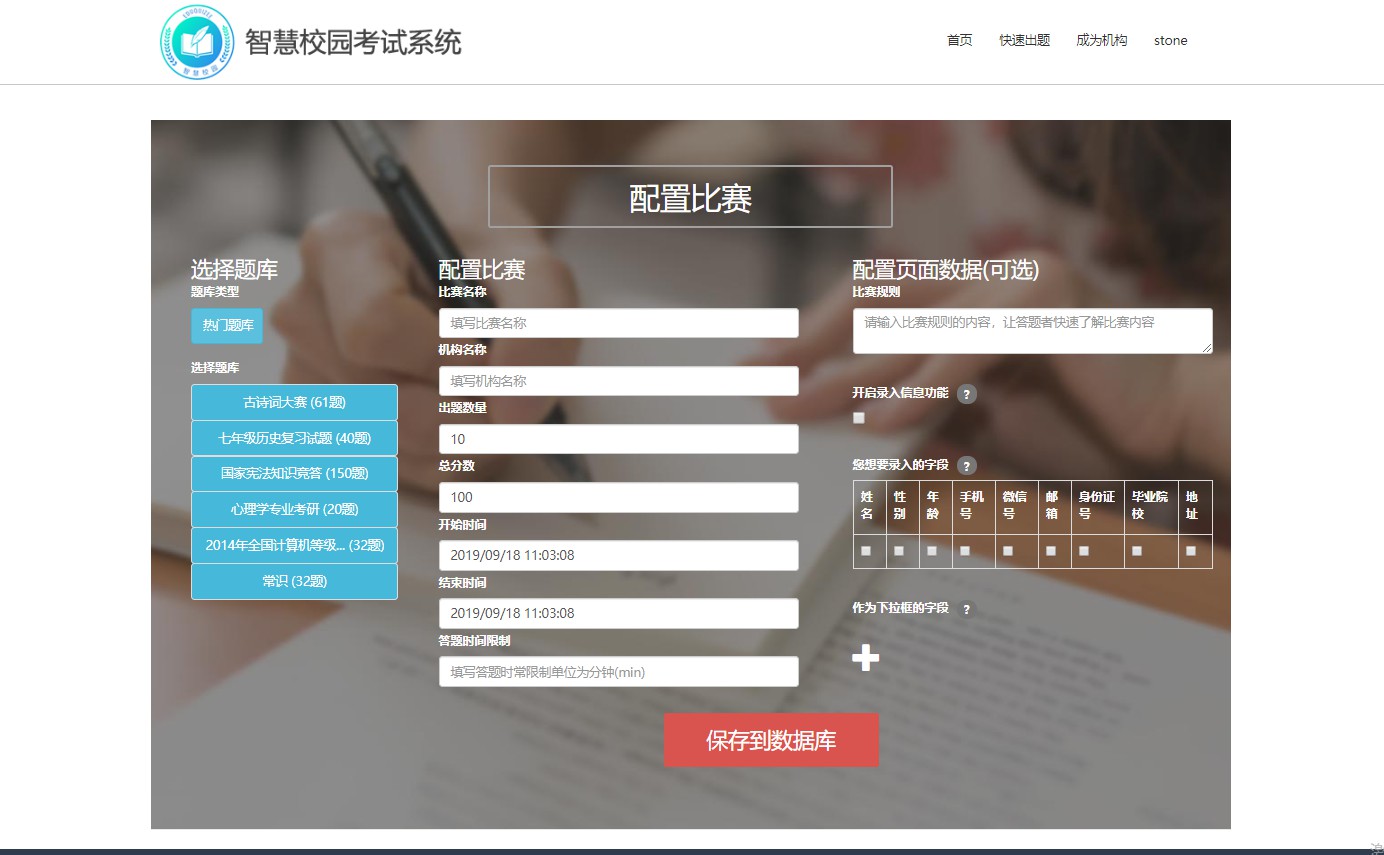 智慧校园
智慧校园考试系统
首页
快速出题
成为机构
stone
配置比赛
选择题库
题库类型
热门题库
选择题库
古诗词大赛 (61题)
七年级历史复习试题 (40题)
国家宪法知识竞答 (150题)
心理学专业考研 (20题)
2014年全国计算机等级... (32题)
常识 (32题)
配置比赛
比赛名称
填写比赛名称
机构名称
填写机构名称
出题数量
10
总分数
100
开始时间
2019/09/18 11:03:08
结束时间
2019/09/18 11:03:08
答题时间限制
填写答题时常限制单位为分钟(min)
配置页面数据(可选)
比赛规则
请输入比赛规则的内容，让答题者快速了解比赛内容
开启录入信息功能 ?
您想要录入的字段 ?
姓名 性别 年龄 手机号 微信号 邮箱 身份证号 毕业院校 地址
作为下拉框的字段 ?
保存到数据库